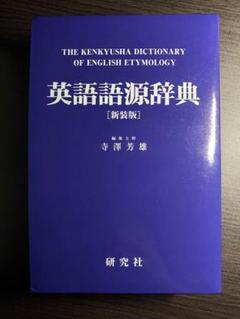 THE KENKYUSHA DICTIONARY
OF ENGLISH ETYMOLOGY
英語語源辞典
[新装版]
編集主幹
寺澤芳雄
研究社